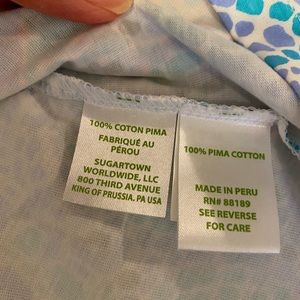 100% COTON PIMA
FABRIQUÉ AU
PÉROU
SUGARTOWN
WORLDWIDE, LLC
800 THIRD AVENUE
KING OF PRUSSIA. PA USA
100% PIMA COTTON
MADE IN PERU
RN# 88189
SEE REVERSE
FOR CARE